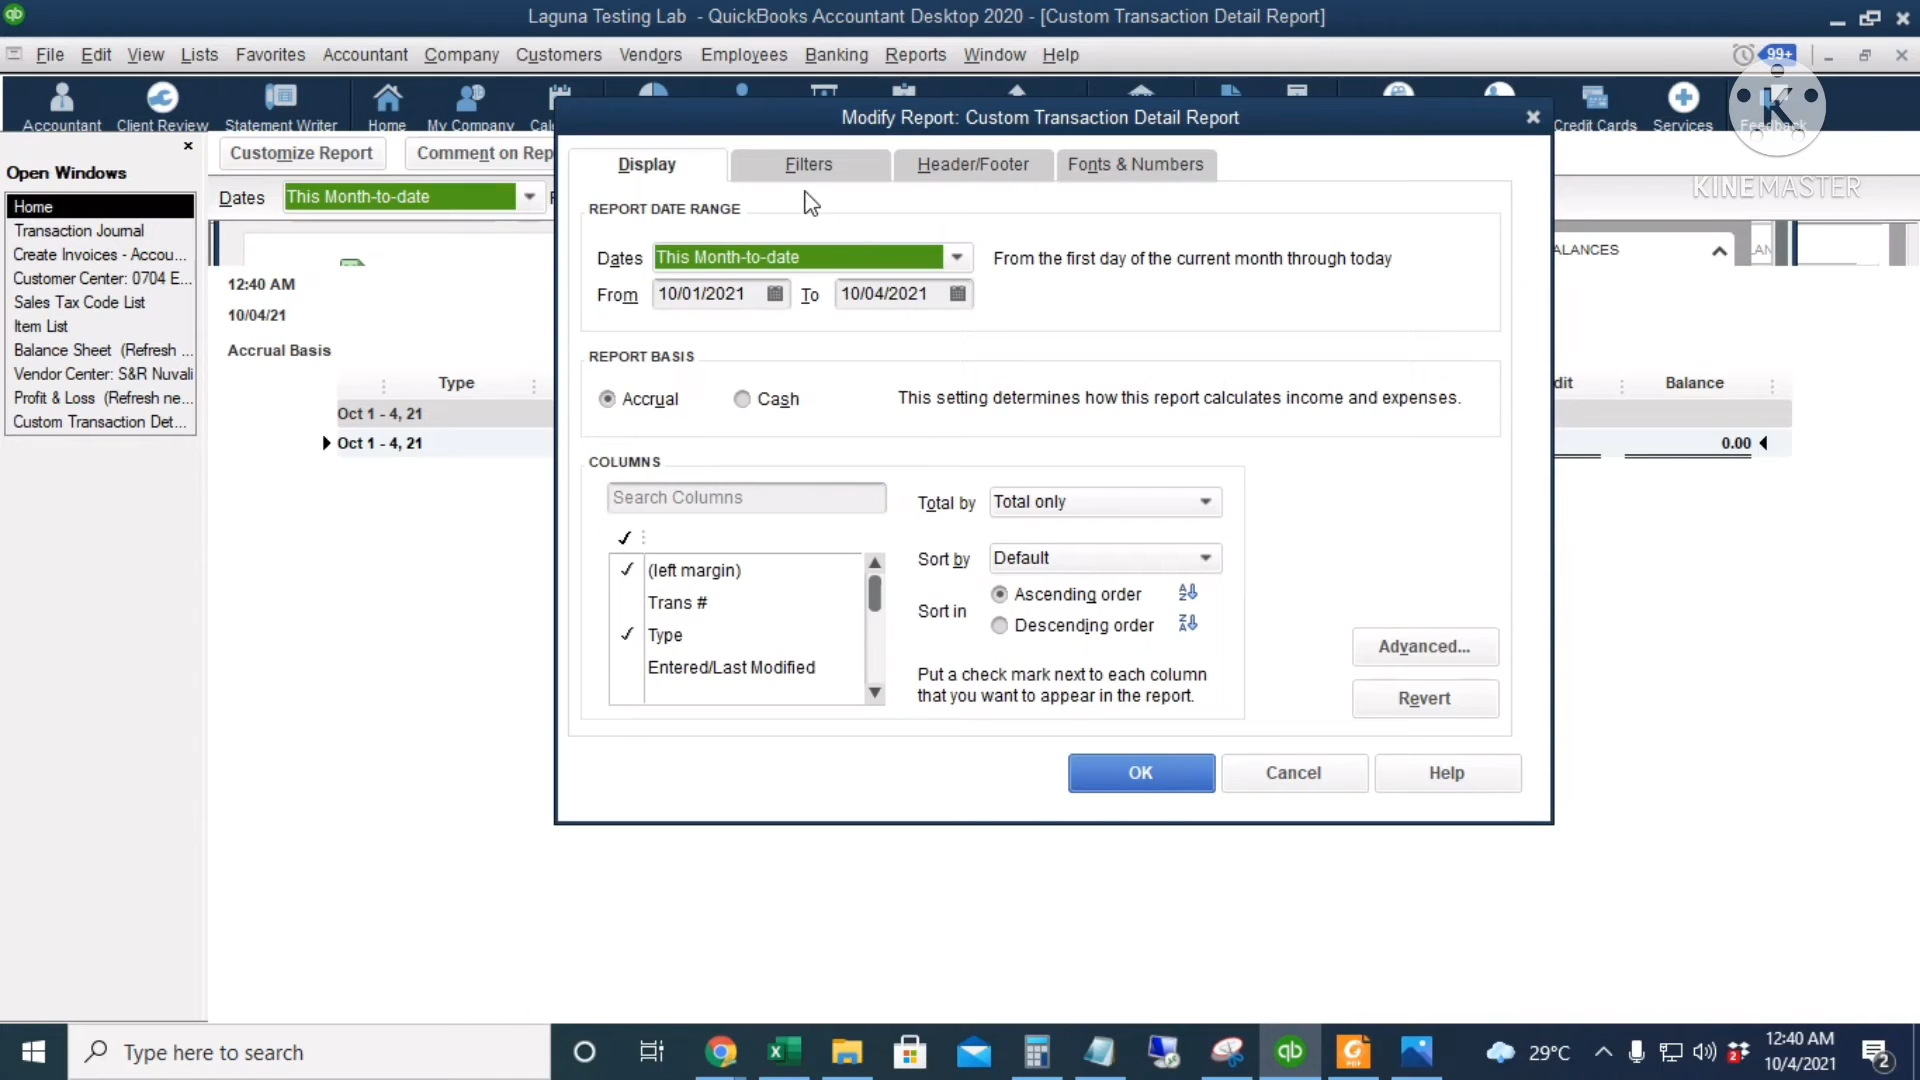 Laguna Testing Lab - QuickBooks Accountant Desktop 2020 - [Custom Transaction Detail Report]
File Edit View Lists Favorites Accountant Company Customers Vendors Employees Banking Reports Window Help
99+
Accountant Client Review Statement Writer Home My Company Credit Cards Services Feedback
KINEMASTER
Open Windows
Home
Transaction Journal
Create Invoices - Accou...
Customer Center: 0704 E...
Sales Tax Code List
Item List
Balance Sheet (Refresh ...
Vendor Center: S&R Nuvali
Profit & Loss (Refresh ne...
Custom Transaction Det...
Customize Report Comment on Rep
Dates This Month-to-date
12:40 AM
10/04/21
Accrual Basis
Type
Oct 1 - 4, 21
Oct 1 - 4, 21
ALANCES
Balance
0.00
Modify Report: Custom Transaction Detail Report
Display Filters Header/Footer Fonts & Numbers
REPORT DATE RANGE
Dates This Month-to-date From the first day of the current month through today
From 10/01/2021 To 10/04/2021
REPORT BASIS
Accrual Cash This setting determines how this report calculates income and expenses.
COLUMNS
Search Columns
(left margin)
Trans #
Type
Entered/Last Modified
Total by Total only
Sort by Default
Sort in Ascending order
Descending order
Put a check mark next to each column
that you want to appear in the report.
Advanced...
Revert
OK Cancel Help
Type here to search
29°C
12:40 AM
10/4/2021
2